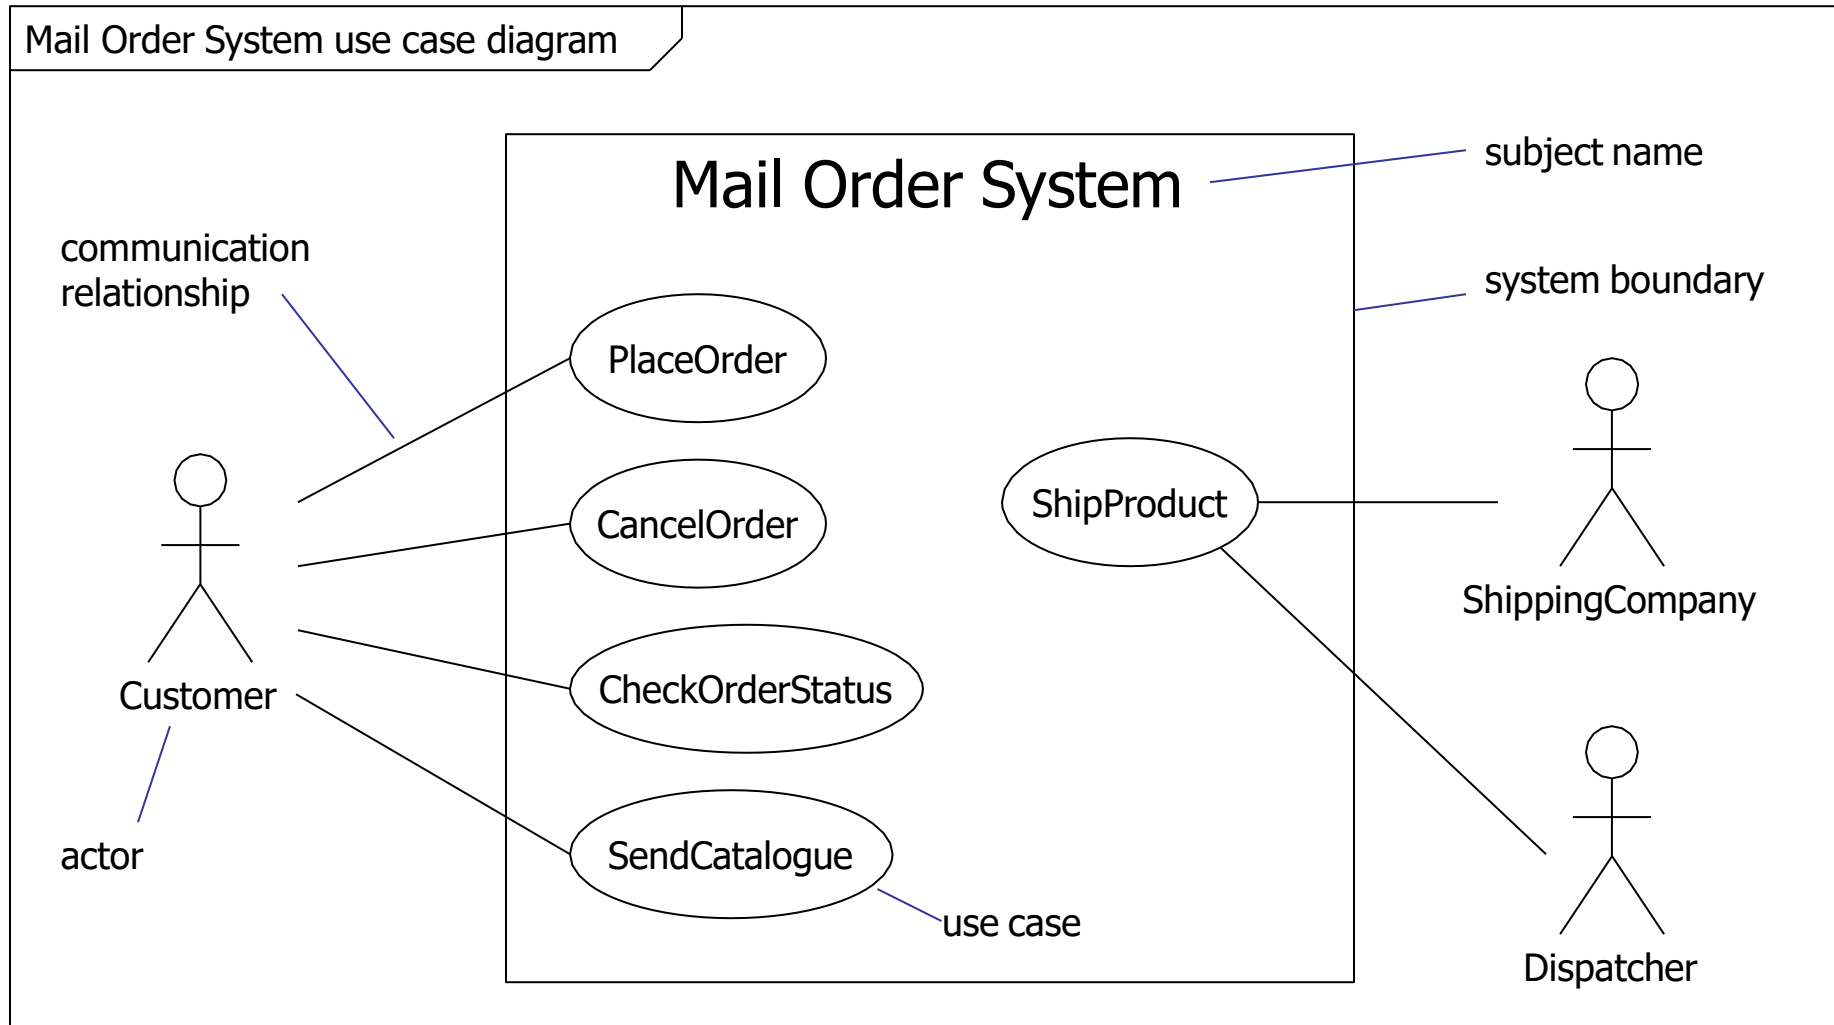 Mail Order System use case diagram
Mail Order System
subject name
communication
relationship
system boundary
PlaceOrder
CancelOrder
ShipProduct
ShippingCompany
Customer
CheckOrderStatus
actor
SendCatalogue
use case
Dispatcher